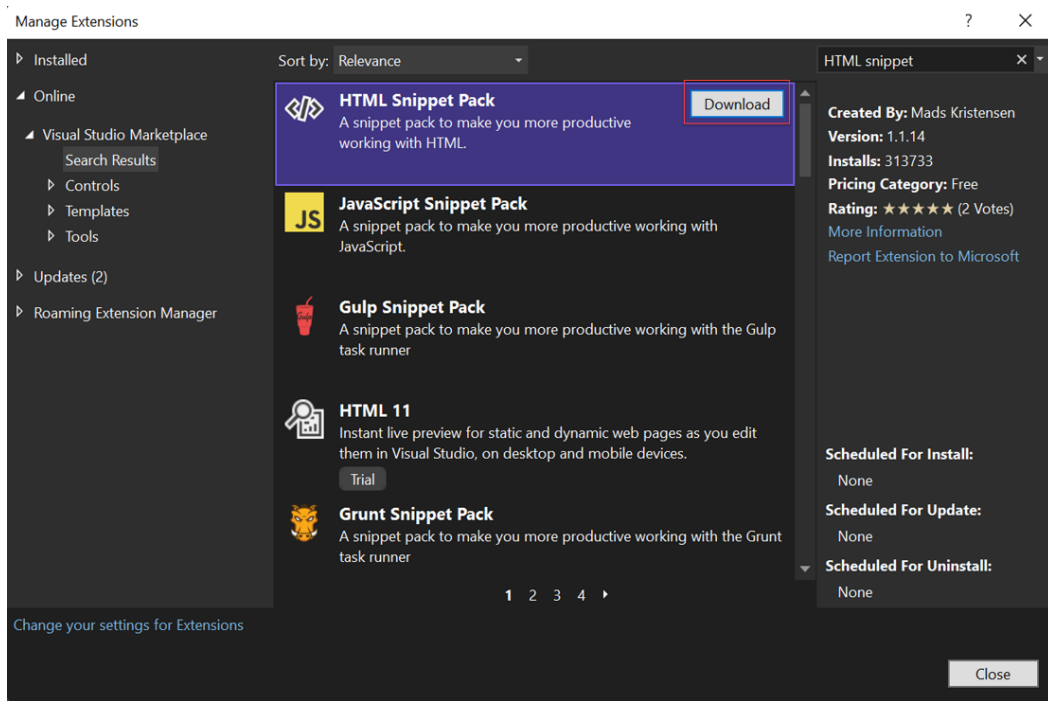 Manage Extensions
?
Installed
Online
Visual Studio Marketplace
Search Results
Controls
Templates
Tools
Updates (2)
Roaming Extension Manager
Change your settings for Extensions
Sort by: Relevance
HTML Snippet Pack
Download
A snippet pack to make you more productive
working with HTML.
JS
JavaScript Snippet Pack
A snippet pack to make you more productive working with
JavaScript.
Gulp
Gulp Snippet Pack
A snippet pack to make you more productive working with the Gulp
task runner
HTML 11
Instant live preview for static and dynamic web pages as you edit
them in Visual Studio, on desktop and mobile devices.
Trial
Grunt Snippet Pack
A snippet pack to make you more productive working with the Grunt
task runner
1 2 3 4
HTML snippet
Created By: Mads Kristensen
Version: 1.1.14
Installs: 313733
Pricing Category: Free
Rating: ★★★★★ (2 Votes)
More Information
Report Extension to Microsoft
Scheduled For Install:
None
Scheduled For Update:
None
Scheduled For Uninstall:
None
Close